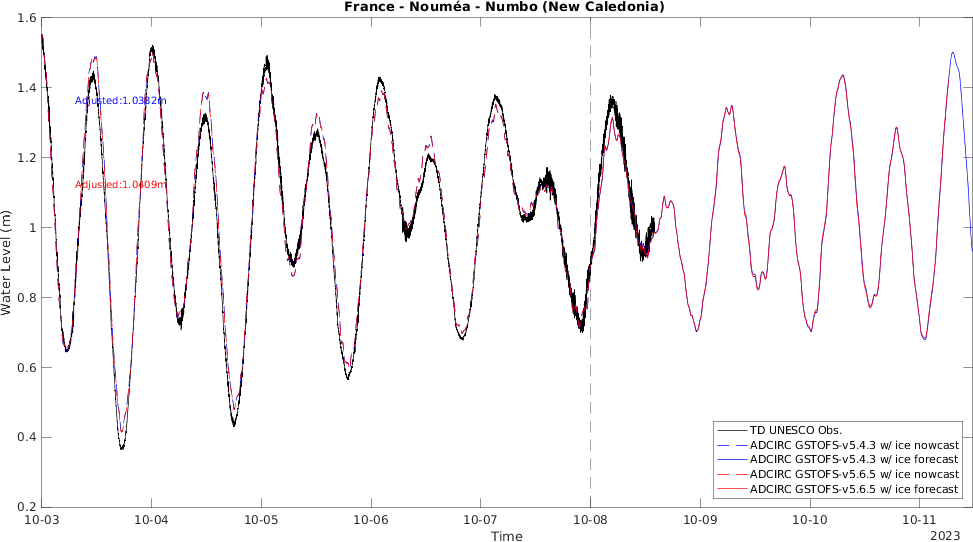 France - Nouméa - Numbo (New Caledonia)
1.6
1.4
1.2
1
0.8
0.6
0.4
0.2
Water Level (m)
Adjusted:1.0382m
Adjusted:1.0409m
TD UNESCO Obs.
ADCIRC GSTOFS-v5.4.3 w/ ice nowcast
ADCIRC GSTOFS-v5.4.3 w/ ice forecast
ADCIRC GSTOFS-v5.6.5 w/ ice nowcast
ADCIRC GSTOFS-v5.6.5 w/ ice forecast
10-03 10-04 10-05 10-06 10-07 10-08 10-09 10-10 10-11
Time
2023